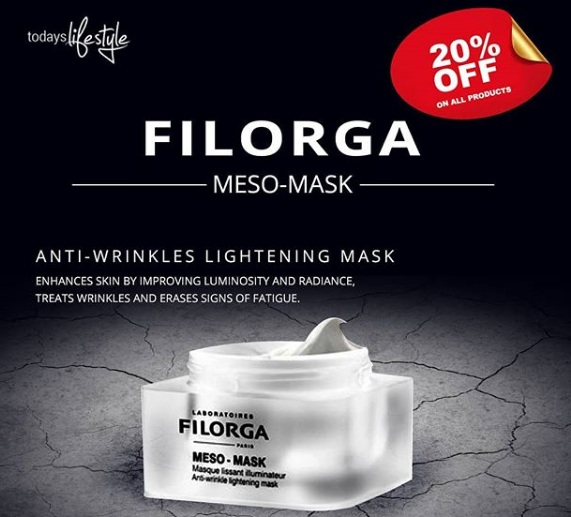 todays lifestyle
20%
OFF
ON ALL PRODUCTS
FILORGA
MESO-MASK
ANTI-WRINKLES LIGHTENING MASK
ENHANCES SKIN BY IMPROVING LUMINOSITY AND RADIANCE,
TREATS WRINKLES AND ERASES SIGNS OF FATIGUE.
LABORATOIRES
FILORGA
PARIS
MESO-MASK
Masque lissant illuminateur
Anti-wrinkle lightening mask